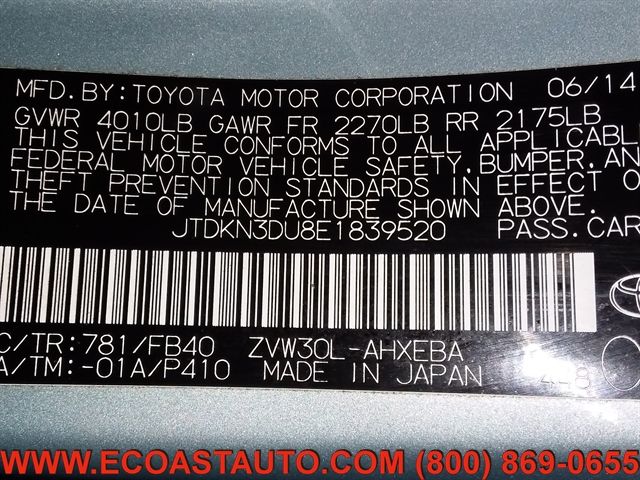 MFD. BY: TOYOTA MOTOR CORPORATION 06/14
GVWR 4010LB GAWR FR 2270LB RR 2175LB
THIS VEHICLE CONFORMS TO ALL APPLICABL
FEDERAL MOTOR VEHICLE SAFETY, BUMPER, AN
THEFT PREVENTION STANDARDS IN EFFECT O
THE DATE OF MANUFACTURE SHOWN ABOVE.
JTDKN3DU8E1839520 PASS. CAR
C/TR: 781/FB40 ZVW30L-AHXEBA
A/TM: -01A/P410 MADE IN JAPAN
WWW.ECOASTAUTO.COM (800) 869-0655